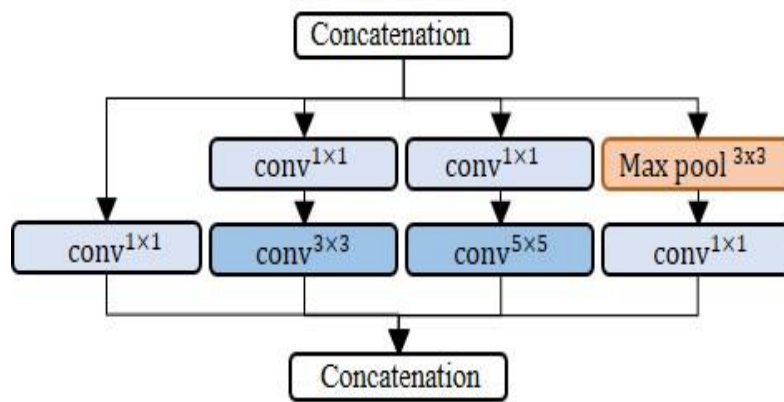 Concatenation
conv1×1
conv1×1
Max pool 3x3
conv1×1
conv3×3
conv5×5
conv1×1
Concatenation